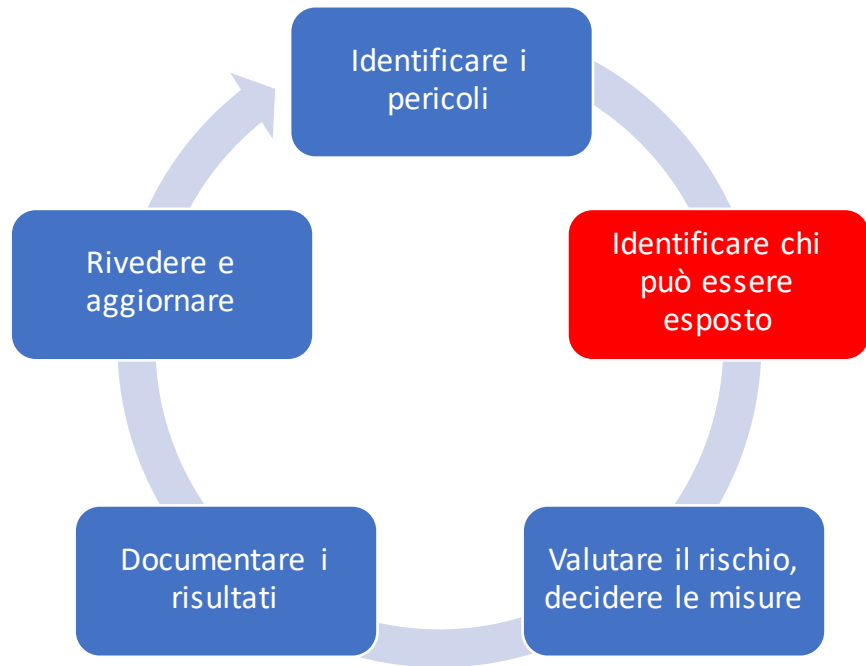 Identificare i
pericoli
Identificare chi
può essere
esposto
Valutare il rischio,
decidere le misure
Documentare i
risultati
Rivedere e
aggiornare